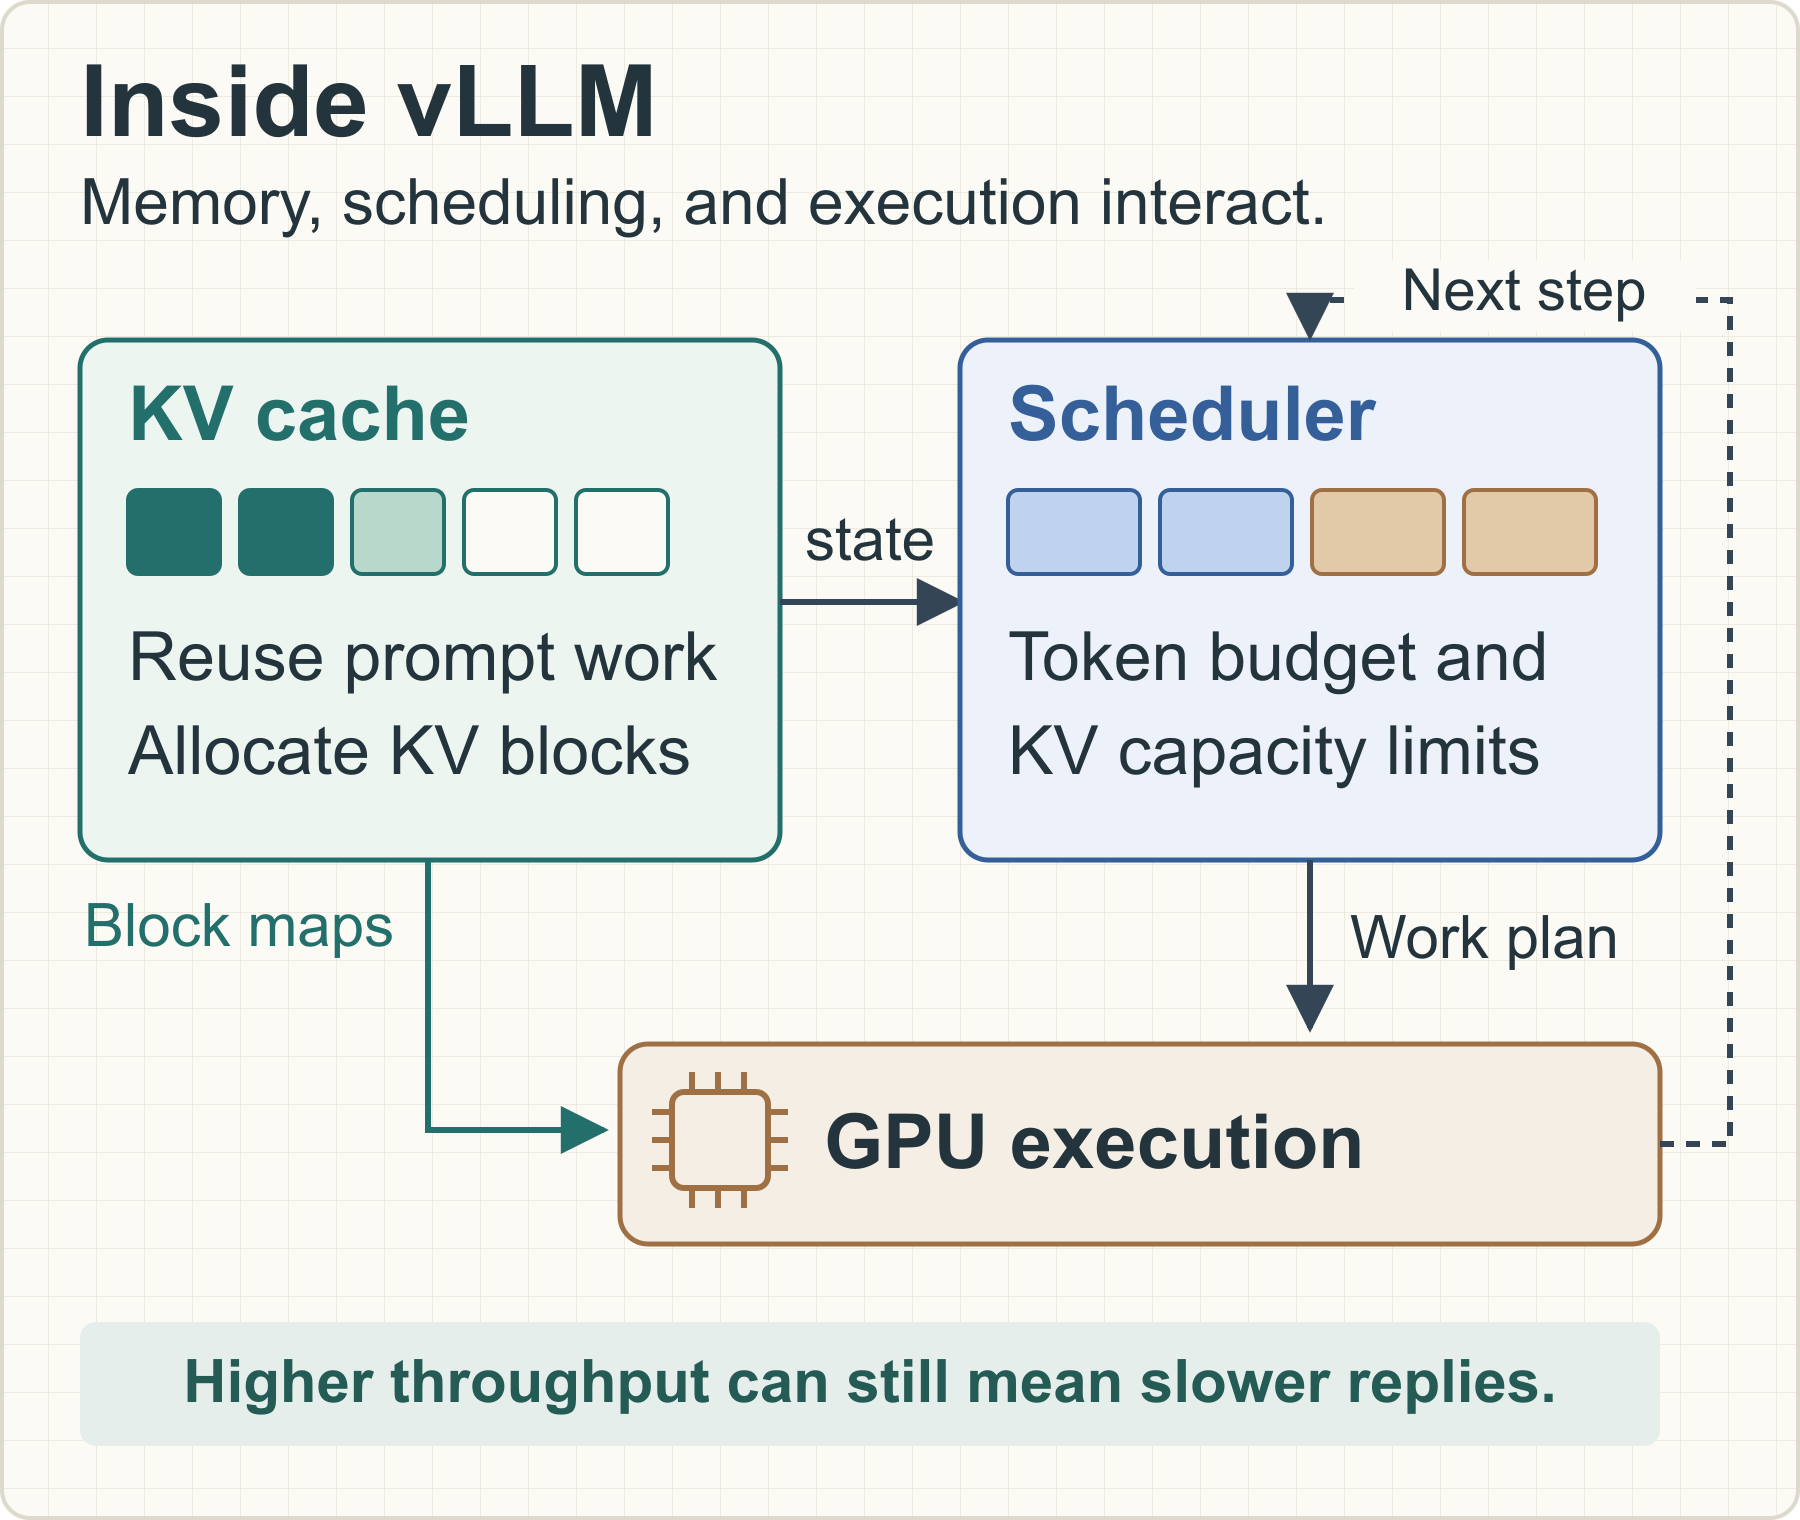 Inside vLLM
Memory, scheduling, and execution interact.
Next step
KV cache
Reuse prompt work
Allocate KV blocks
state
Scheduler
Token budget and
KV capacity limits
Block maps
Work plan
GPU execution
Higher throughput can still mean slower replies.